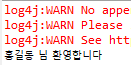 log4j:WARN No appe
log4j:WARN Please
log4j:WARN See htt
홍길동 님 환영합니다